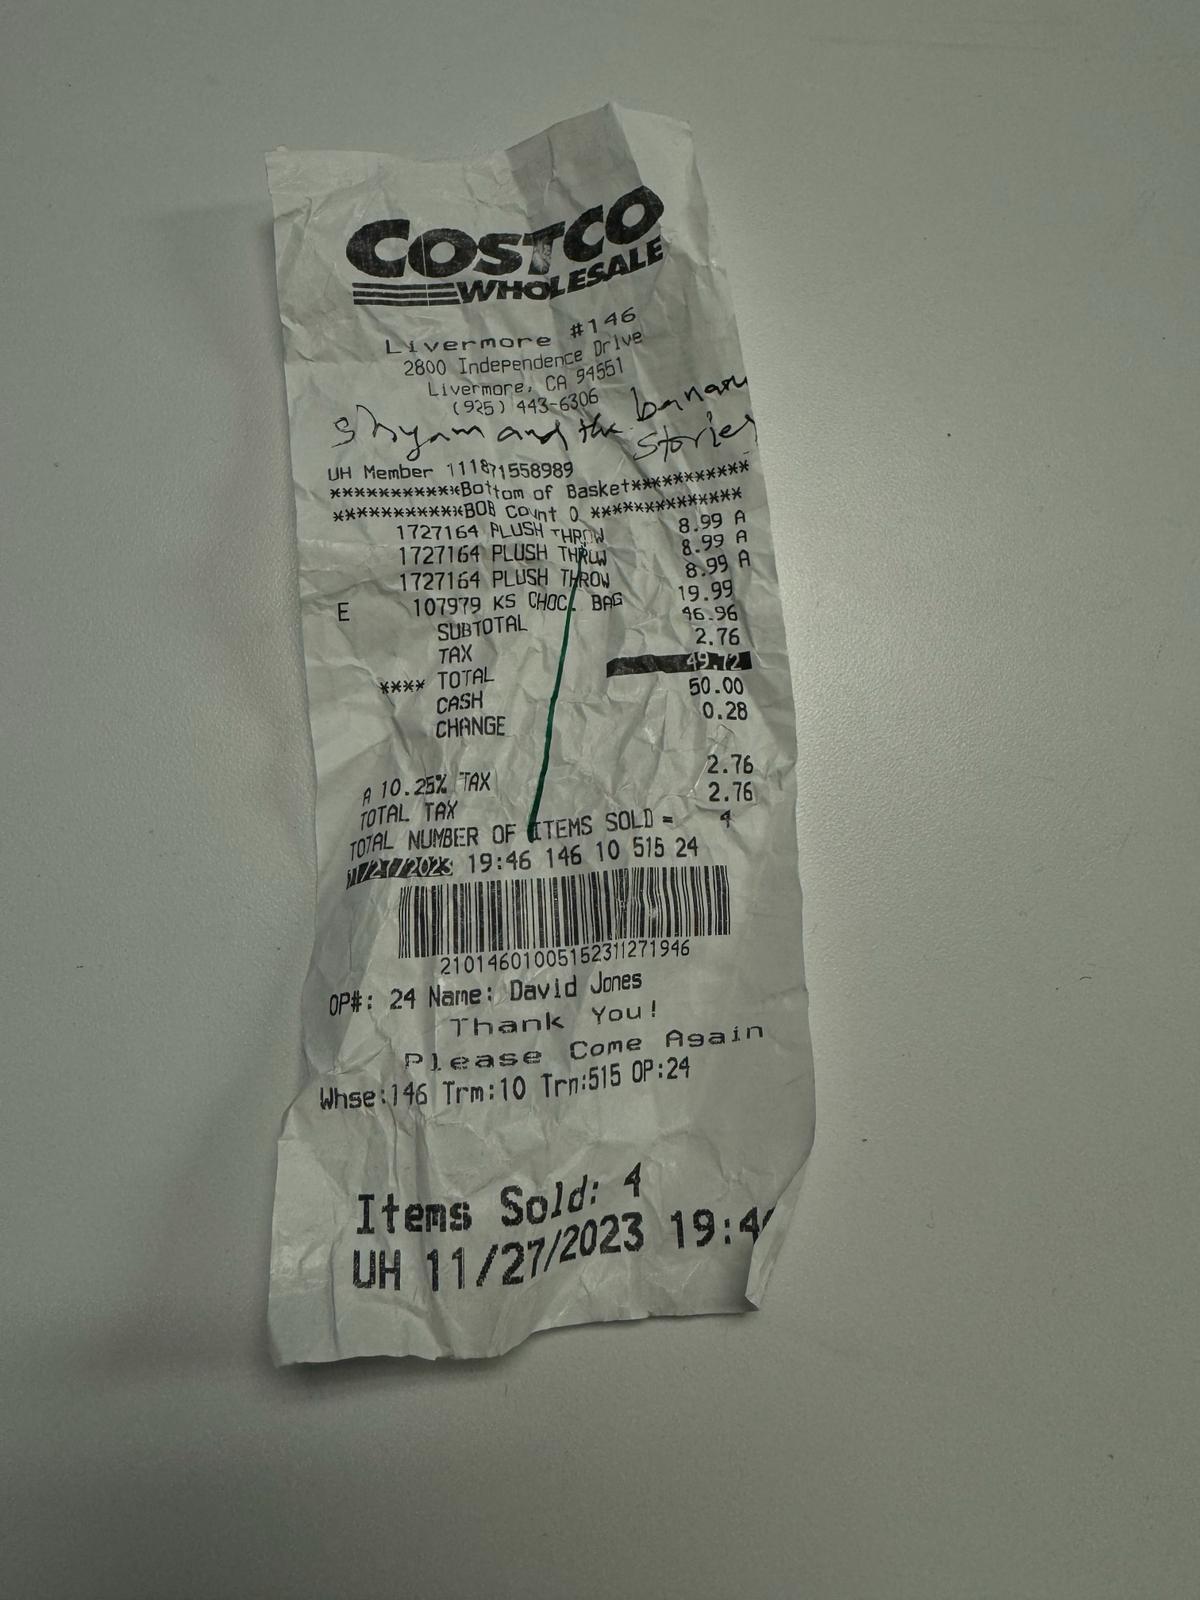 COSTCO
WHOLESALE
Livermore #146
2800 Independence Drive
Livermore, CA 94551
(925) 443-6306
Shyam and the banana
stories
UH Member 111871558989
***********Bottom of Basket***********
***********BOB Count 0 **************
1727164 PLUSH THROW 8.99 A
1727164 PLUSH THROW 8.99 A
1727164 PLUSH THROW 8.99 A
E 107979 KS CHOC. BAG 19.99
SUBTOTAL 46.96
TAX 2.76
**** TOTAL 49.72
CASH 50.00
CHANGE 0.28
A 10.25% TAX 2.76
TOTAL TAX 2.76
TOTAL NUMBER OF ITEMS SOLD = 4
11/27/2023 19:46 146 10 515 24
21014601005152311271946
OP#: 24 Name: David Jones
Thank You!
Please Come Again
Whse:146 Trm:10 Trn:515 OP:24
Items Sold: 4
UH 11/27/2023 19:46